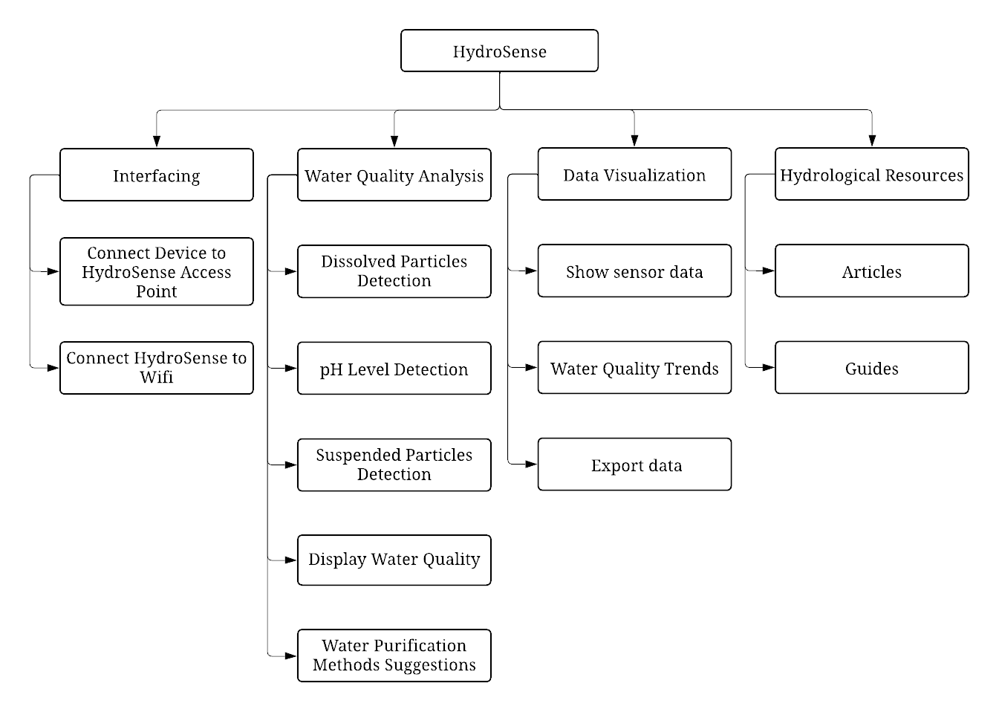 HydroSense
Interfacing
Connect Device to
HydroSense Access
Point
Connect HydroSense to
Wifi
Water Quality Analysis
Dissolved Particles
Detection
pH Level Detection
Suspended Particles
Detection
Display Water Quality
Water Purification
Methods Suggestions
Data Visualization
Show sensor data
Water Quality Trends
Export data
Hydrological Resources
Articles
Guides